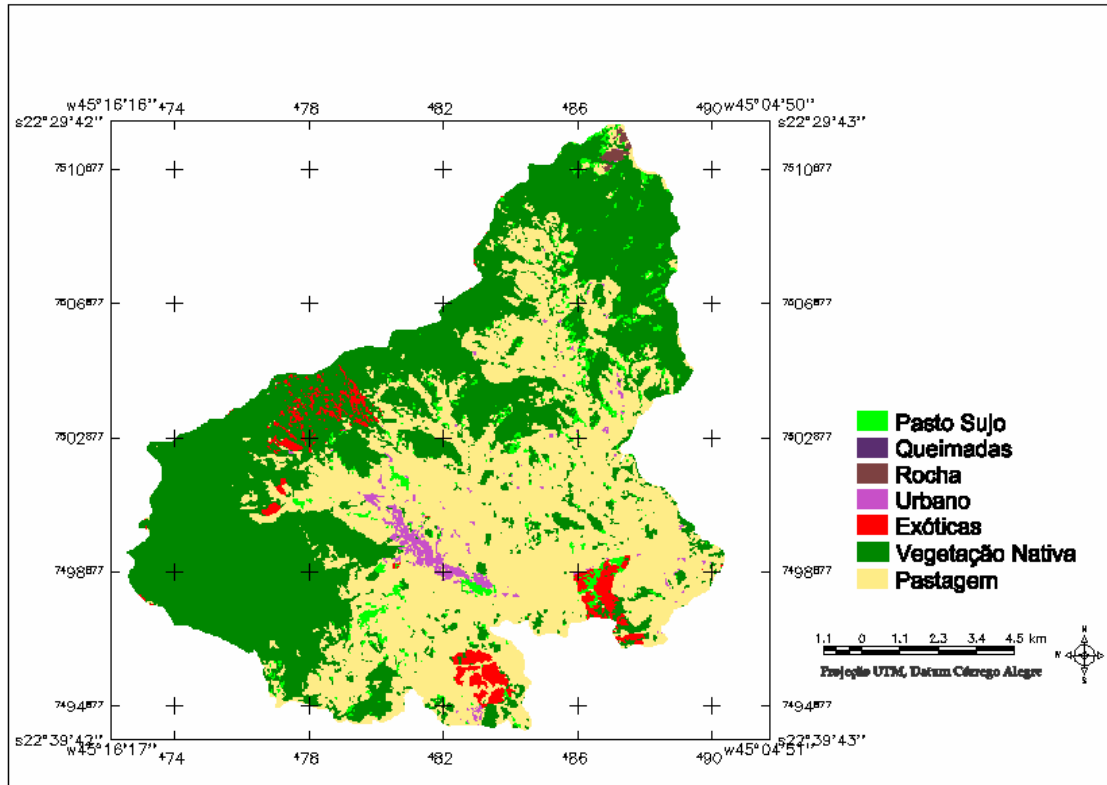 w45°16'16'' 474 478 482 486 490 w45°04'50''
s22°29'42'' s22°29'43''
7510677 7510677
7506677 7506677
7502677 7502677
7498677 7498677
7494677 7494677
s22°39'42'' s22°39'43''
w45°16'17'' 474 478 482 486 490 w45°04'51''
Pasto Sujo
Queimadas
Rocha
Urbano
Exóticas
Vegetação Nativa
Pastagem
1.1 0 1.1 2.3 3.4 4.5 km
Projeção UTM, Datum Córrego Alegre
N
W E
S